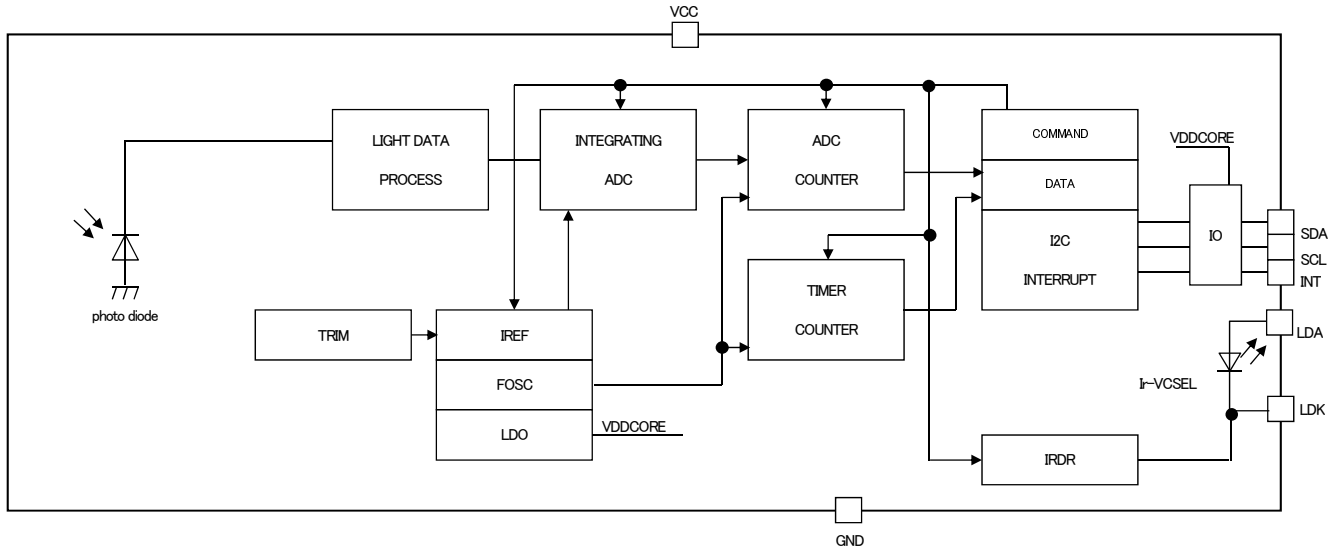 VCC
LIGHT DATA
PROCESS
INTEGRATING
ADC
ADC
COUNTER
COMMAND
DATA
I2C
INTERRUPT
VDDCORE
IO
SDA
SCL
INT
photo diode
TRIM
IREF
FOSC
LDO
VDDCORE
TIMER
COUNTER
LDA
Ir-VCSEL
LDK
IRDR
GND